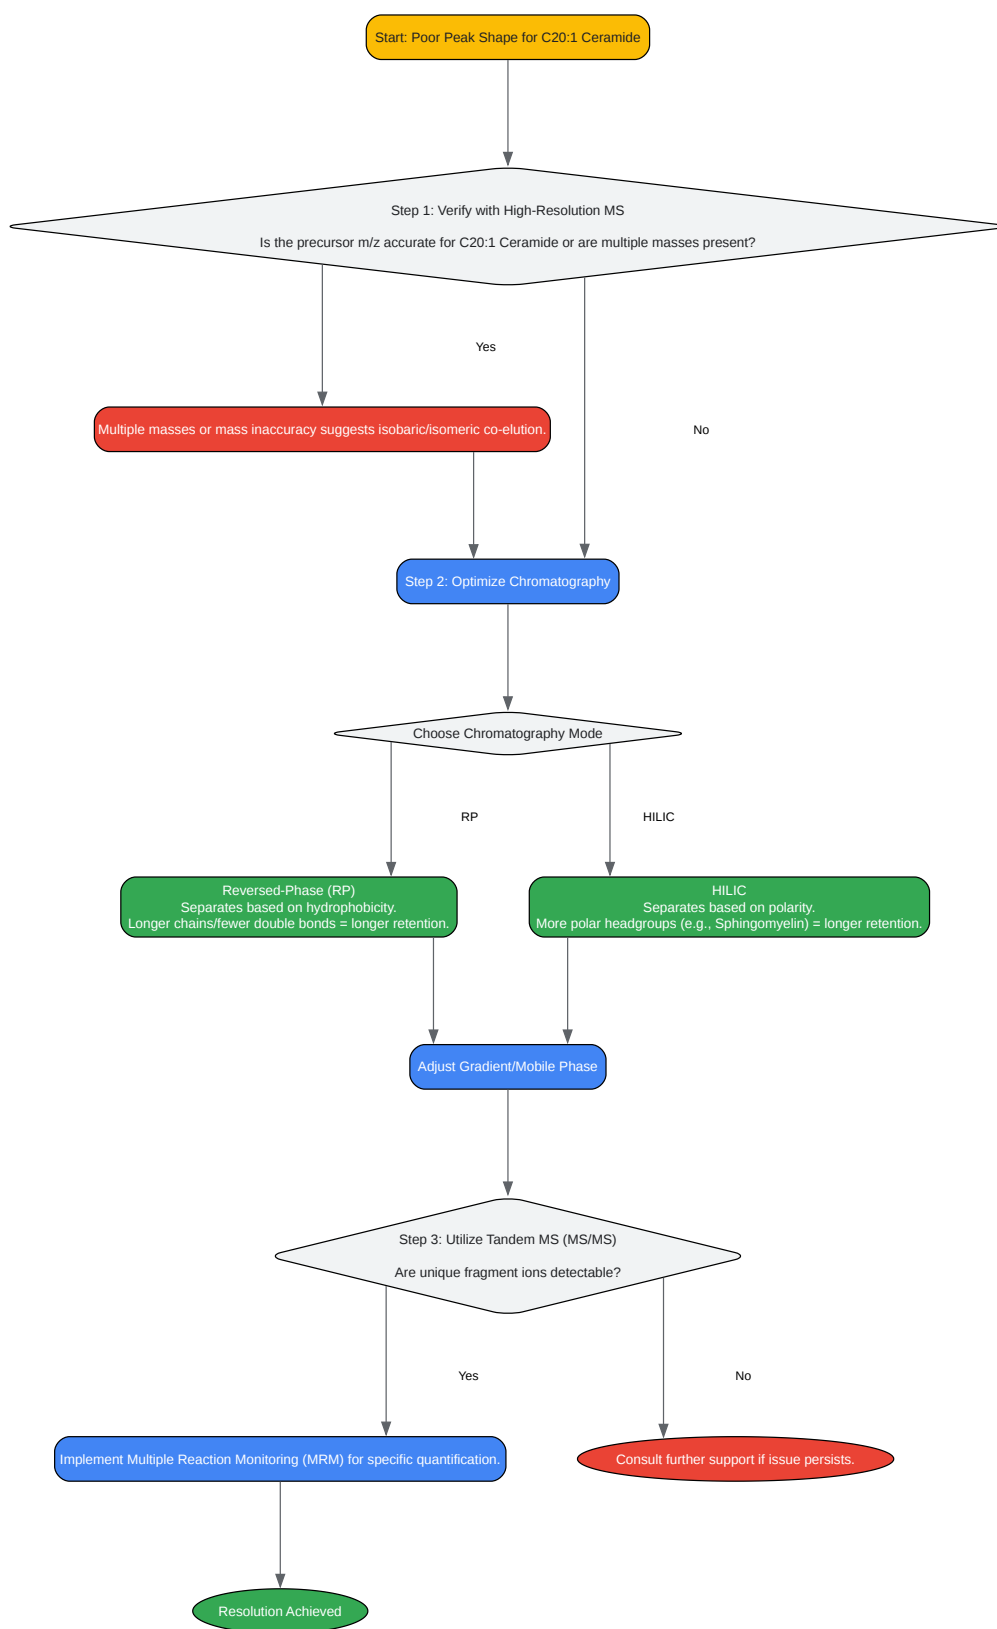 Start: Poor Peak Shape for C20:1 Ceramide
Step 1: Verify with High-Resolution MS
Is the precursor m/z accurate for C20:1 Ceramide or are multiple masses present?
Yes
Multiple masses or mass inaccuracy suggests isobaric/isomeric co-elution.
No
Step 2: Optimize Chromatography
Choose Chromatography Mode
RP
HILIC
Reversed-Phase (RP)
Separates based on hydrophobicity.
Longer chains/fewer double bonds = longer retention.
HILIC
Separates based on polarity.
More polar headgroups (e.g., Sphingomyelin) = longer retention.
Adjust Gradient/Mobile Phase
Step 3: Utilize Tandem MS (MS/MS)
Are unique fragment ions detectable?
Yes
No
Implement Multiple Reaction Monitoring (MRM) for specific quantification.
Consult further support if issue persists.
Resolution Achieved